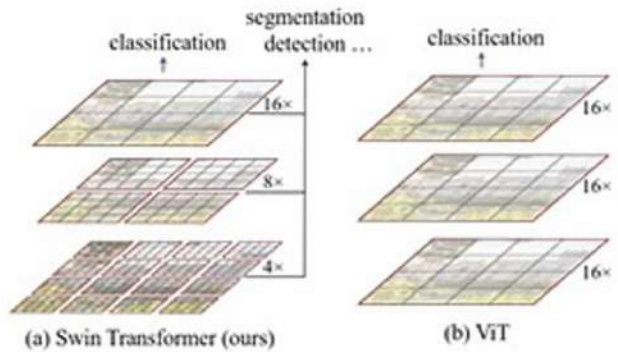 segmentation
classification
detection ...
classification
16×
8×
4×
16×
16×
16×
(a) Swin Transformer (ours)
(b) ViT